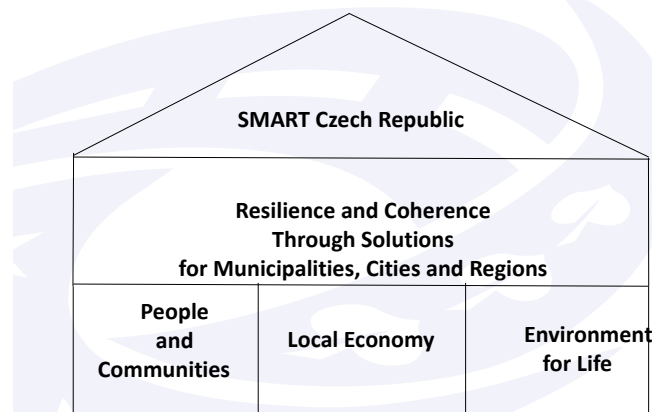 SMART Czech Republic
Resilience and Coherence
Through Solutions
for Municipalities, Cities and Regions
People
and
Communities
Local Economy
Environment
for Life